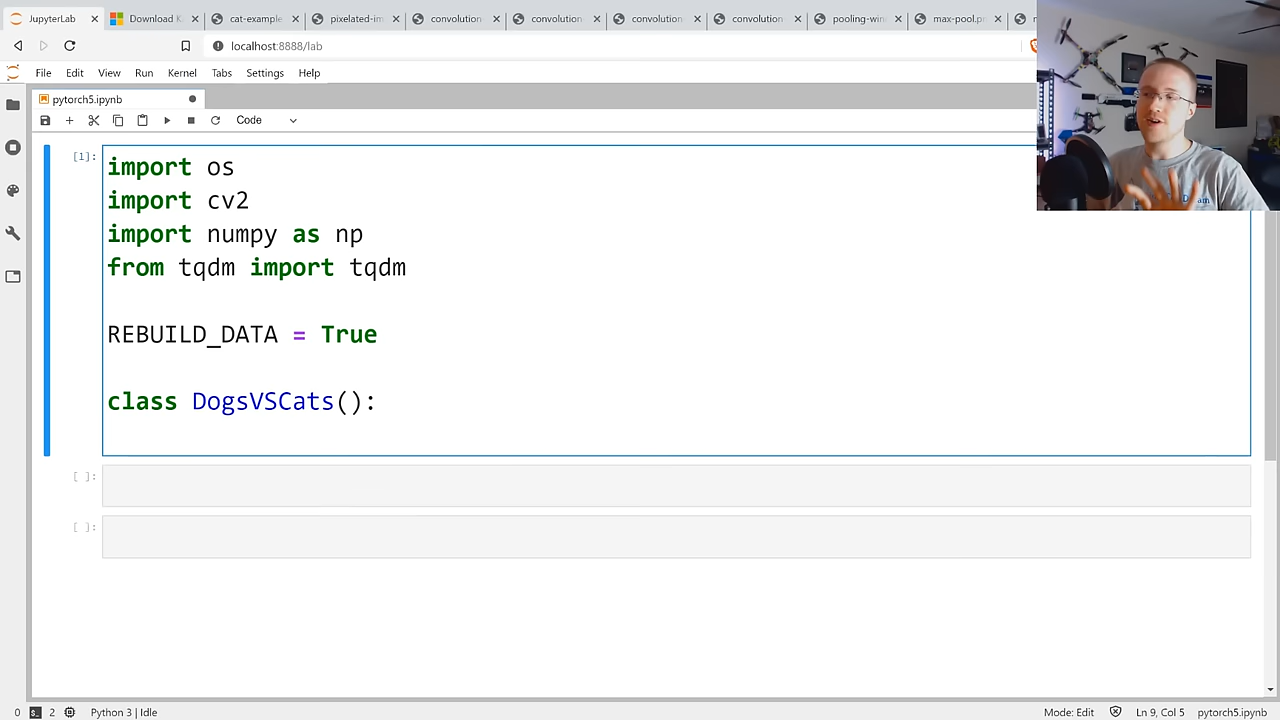 JupyterLab
Download K
cat-example
pixelated-im
convolution
convolution
convolution
convolution
pooling-win
max-pool.p
localhost:8888/lab
File Edit View Run Kernel Tabs Settings Help
pytorch5.ipynb
Code
[1]:
import os
import cv2
import numpy as np
from tqdm import tqdm
REBUILD_DATA = True
class DogsVSCats():
[ ]:
[ ]:
0 2 Python 3 | Idle Mode: Edit Ln 9, Col 5 pytorch5.ipynb